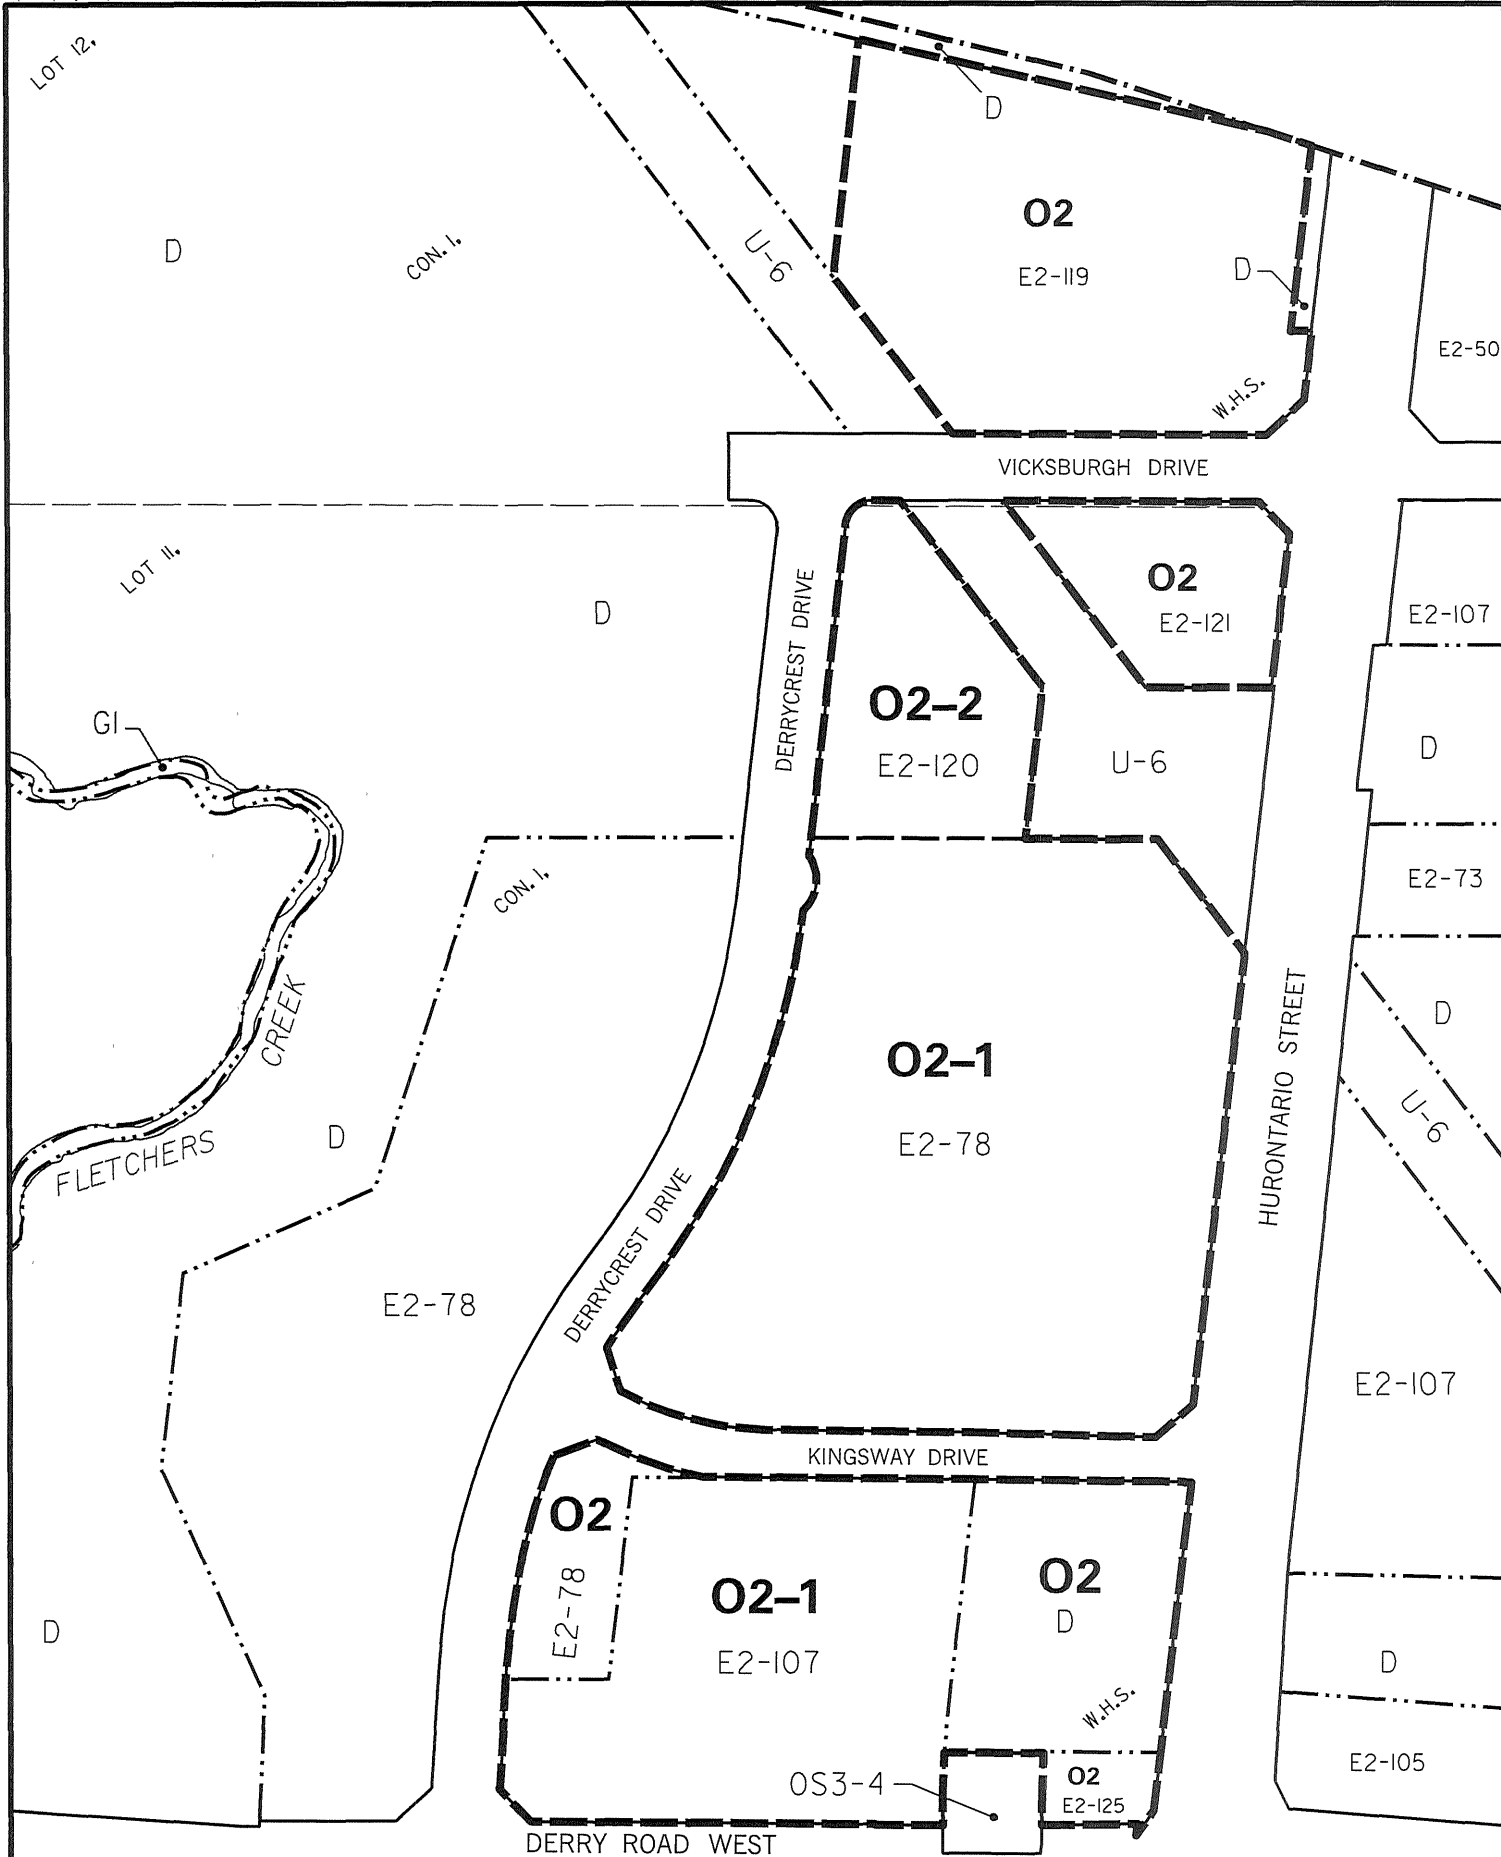 LOT 12,
D
D
CON. 1,
U-6
O2
E2-119
D
E2-50
W.H.S.
VICKSBURGH DRIVE
LOT 11,
D
DERRYCREST DRIVE
O2
E2-121
E2-107
O2-2
E2-120
U-6
D
G1
CON. 1,
E2-73
FLETCHERS CREEK
D
O2-1
E2-78
HURONTARIO STREET
D
U-6
DERRYCREST DRIVE
E2-78
E2-107
KINGSWAY DRIVE
O2
E2-78
O2-1
E2-107
O2
D
D
D
W.H.S.
OS3-4
O2
E2-125
E2-105
DERRY ROAD WEST